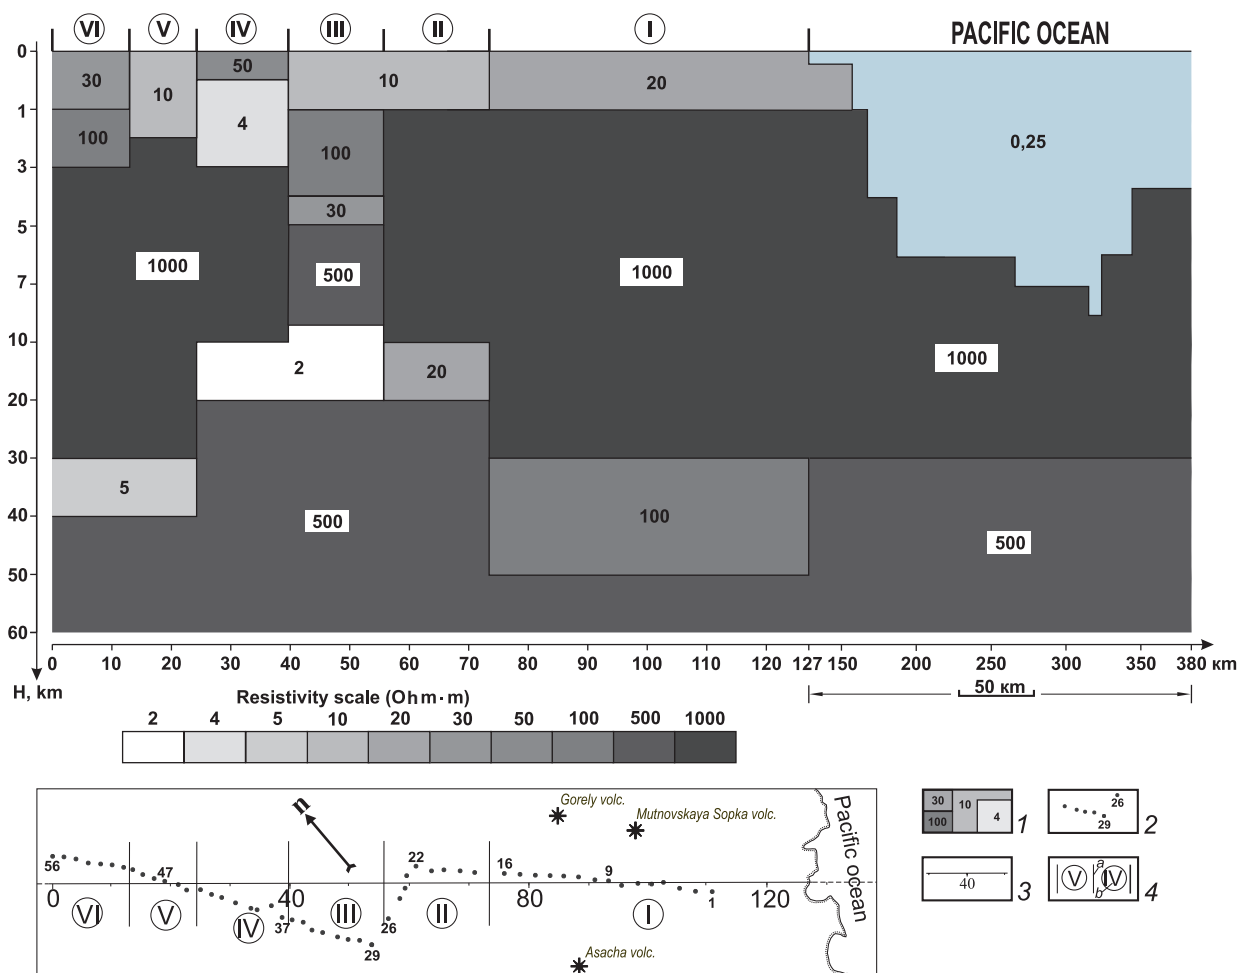 VI V IV III II I PACIFIC OCEAN
0
50
30
10
20
10
1
4
0,25
100
100
3
30
5
1000
500
1000
7
10
1000
2
20
20
30
5
40
100
500
500
50
60
0 10 20 30 40 50 60 70 80 90 100 110 120 127 150 200 250 300 350 380 км
H, km
50 км
Resistivity scale (Ohm·m)
2 4 5 10 20 30 50 100 500 1000
n
Gorely volc.
Mutnovskaya Sopka volc.
Pacific ocean
56 47 22 16 9
0 40 80 1 120
VI V IV 37 III 26 II I
29
Asacha volc.
30 10
100 4 1
26
29 2
40 3
V a IV
b 4